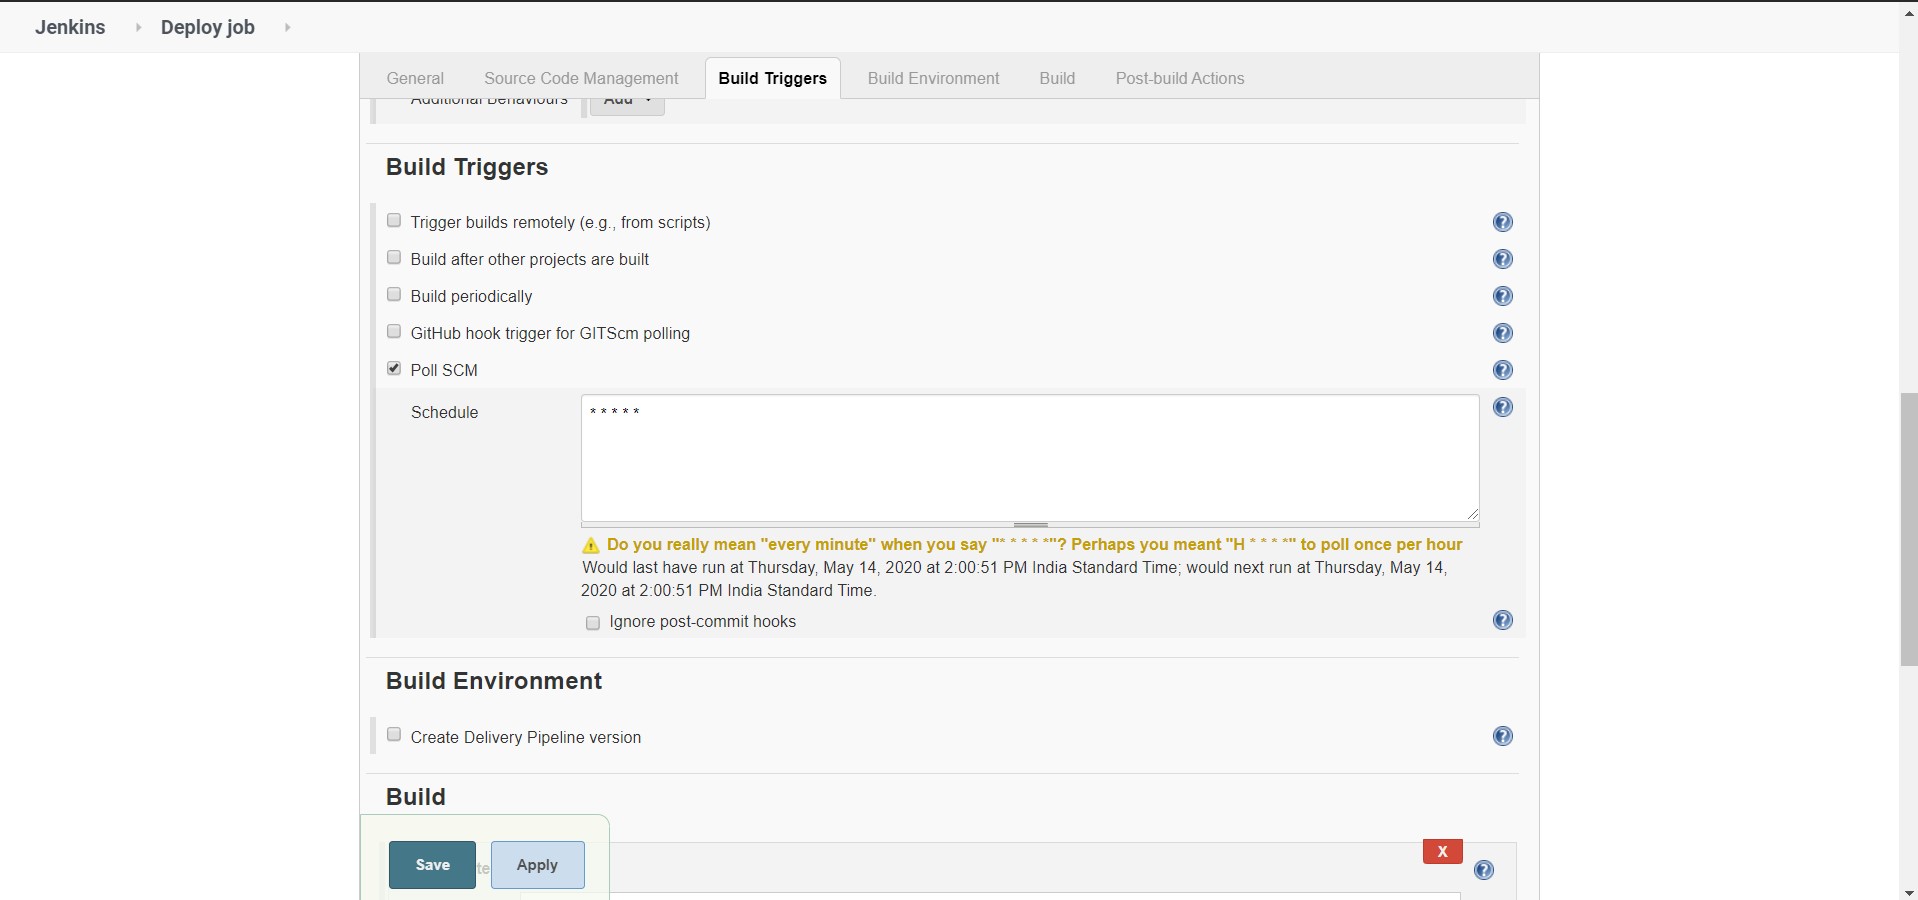 Jenkins
Deploy job
General
Source Code Management
Build Triggers
Build Environment
Build
Post-build Actions
Additional Behaviours
Add
Build Triggers
Trigger builds remotely (e.g., from scripts)
Build after other projects are built
Build periodically
GitHub hook trigger for GITScm polling
Poll SCM
Schedule
* * * * *
Do you really mean "every minute" when you say "* * * * *"? Perhaps you meant "H * * * *" to poll once per hour
Would last have run at Thursday, May 14, 2020 at 2:00:51 PM India Standard Time; would next run at Thursday, May 14,
2020 at 2:00:51 PM India Standard Time.
Ignore post-commit hooks
Build Environment
Create Delivery Pipeline version
Build
X
Save
Apply